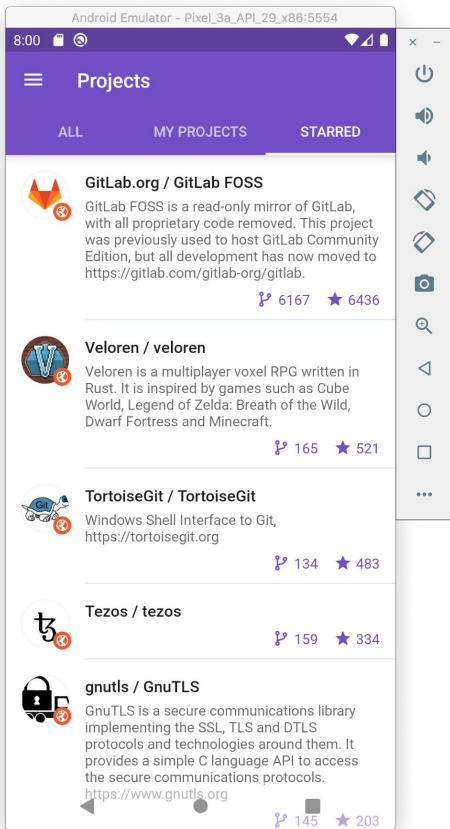 Android Emulator - Pixel_3a_API_29_x86:5554
8:00
Projects
ALL MY PROJECTS STARRED
GitLab.org / GitLab FOSS
GitLab FOSS is a read-only mirror of GitLab,
with all proprietary code removed. This project
was previously used to host GitLab Community
Edition, but all development has now moved to
https://gitlab.com/gitlab-org/gitlab.
6167 6436
V
Veloren / veloren
Veloren is a multiplayer voxel RPG written in
Rust. It is inspired by games such as Cube
World, Legend of Zelda: Breath of the Wild,
Dwarf Fortress and Minecraft.
165 521
Git
TortoiseGit / TortoiseGit
Windows Shell Interface to Git,
https://tortoisegit.org
134 483
Tezos / tezos
159 334
gnutls / GnuTLS
GnuTLS is a secure communications library
implementing the SSL, TLS and DTLS
protocols and technologies around them. It
provides a simple C language API to access
the secure communications protocols.
https://www.gnutls.org
145 203